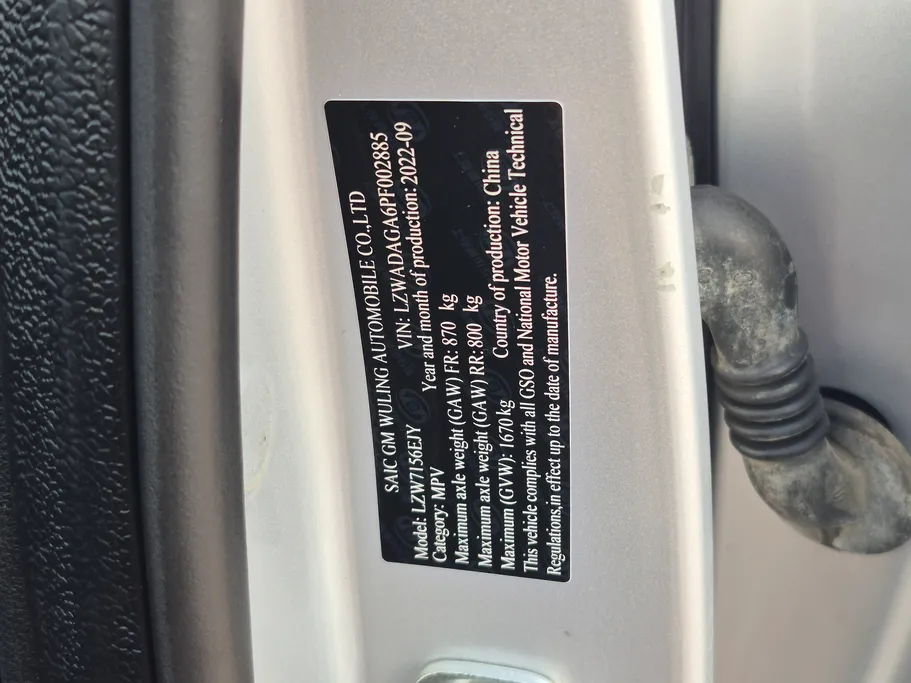 SAIC GM WULING AUTOMOBILE CO.,LTD
Model: LZW7156EJY VIN: LZWADAGA6PF002885
Category: MPV Year and month of production: 2022-09
Maximum axle weight (GAW) FR: 870 kg
Maximum axle weight (GAW) RR: 800 kg
Maximum (GVW): 1670 kg Country of production: China
This vehicle complies with all GSO and National Motor Vehicle Technical
Regulations,in effect up to the date of manufacture.